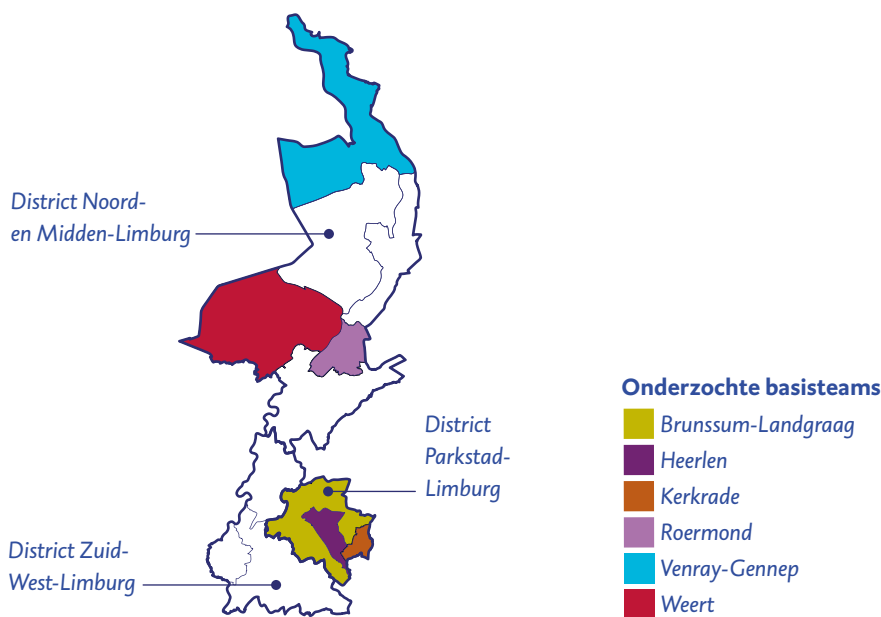 District Noord-
en Midden-Limburg
District
Parkstad-
Limburg
District Zuid-
West-Limburg
Onderzochte basisteams
Brunssum-Landgraag
Heerlen
Kerkrade
Roermond
Venray-Gennep
Weert